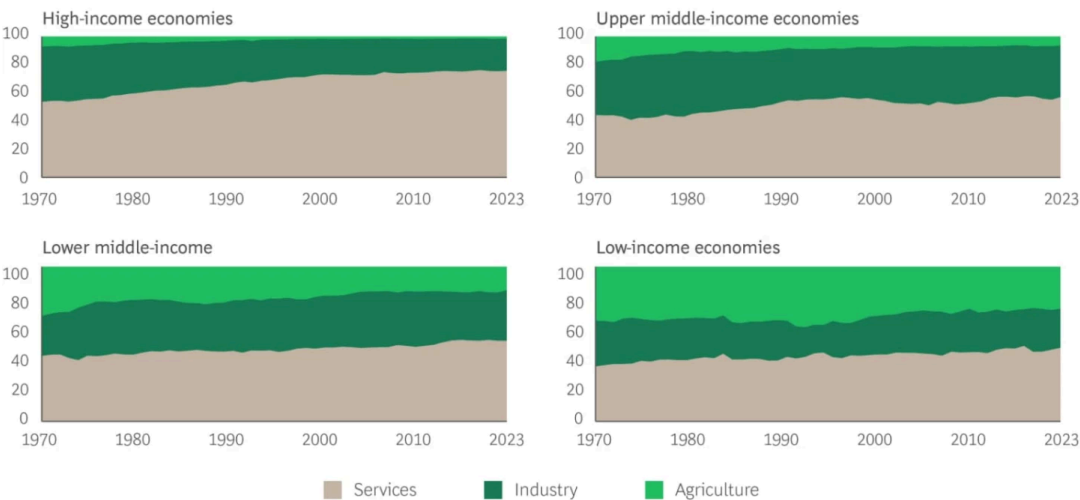 High-income economies
100
80
60
40
20
0
1970 1980 1990 2000 2010 2023
Upper middle-income economies
100
80
60
40
20
0
1970 1980 1990 2000 2010 2023
Lower middle-income
100
80
60
40
20
0
1970 1980 1990 2000 2010 2023
Low-income economies
100
80
60
40
20
0
1970 1980 1990 2000 2010 2023
Services Industry Agriculture